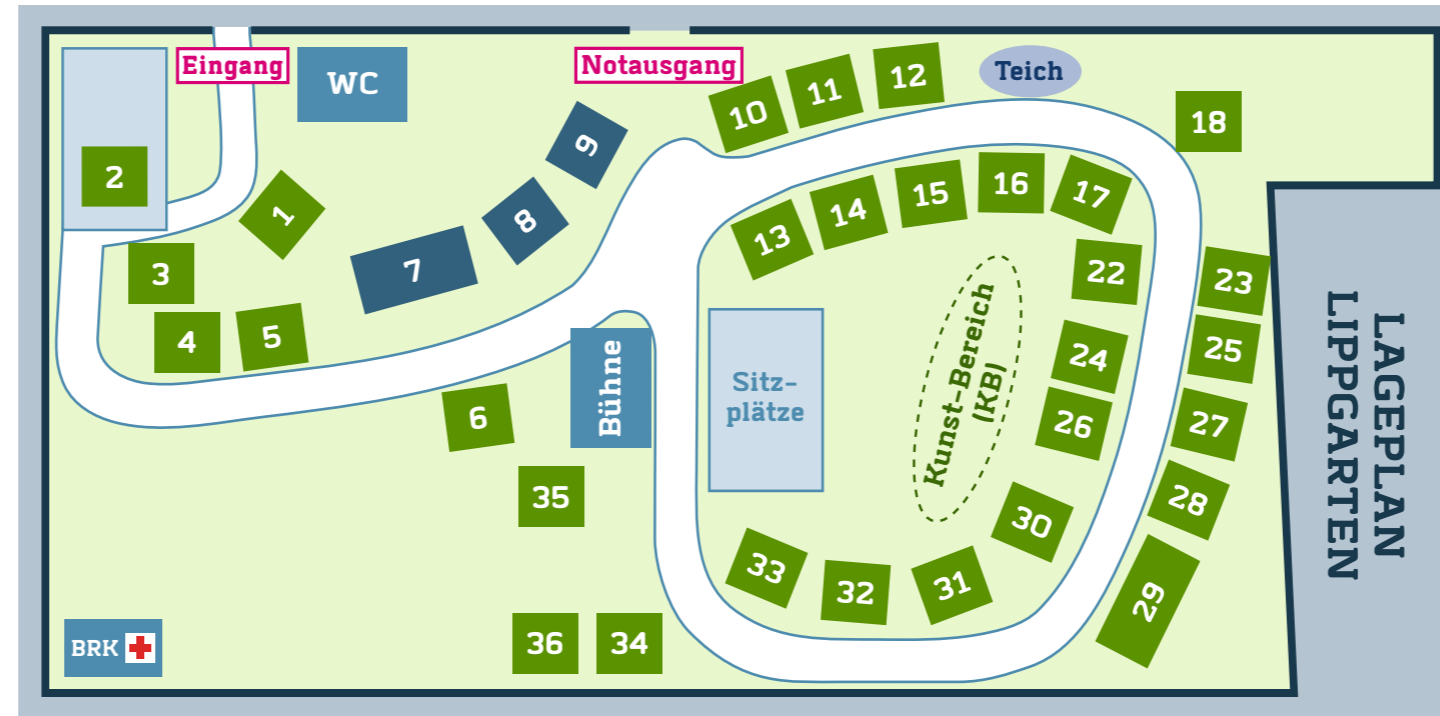 Eingang
WC
Notausgang
10
11
12
Teich
18
2
1
9
8
7
3
4
5
13
14
15
16
17
22
23
24
25
26
27
28
29
30
31
32
33
Bühne
Sitz-
plätze
Kunst-Bereich
(KB)
6
35
36
34
BRK
LAGEPLAN
LIPPGARTEN